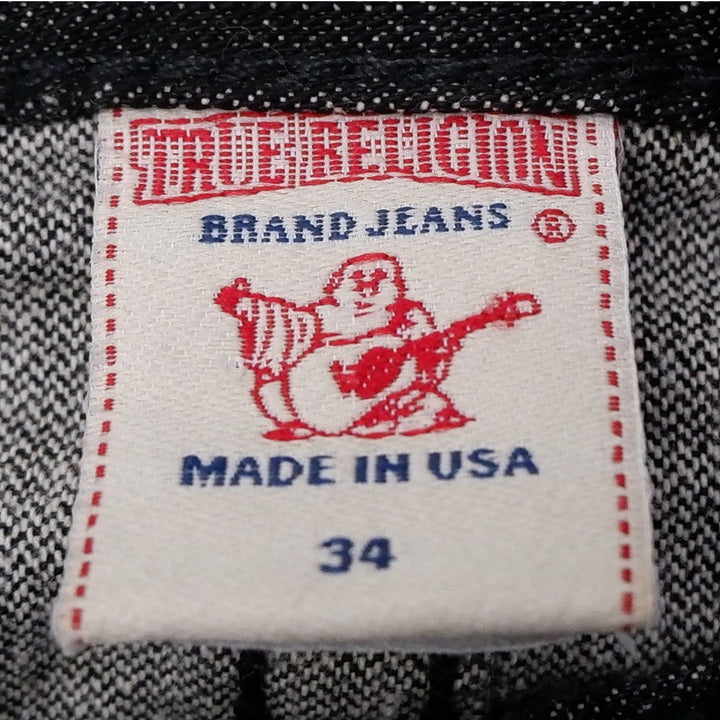 TRUE RELIGION
BRAND JEANS ®
MADE IN USA
34